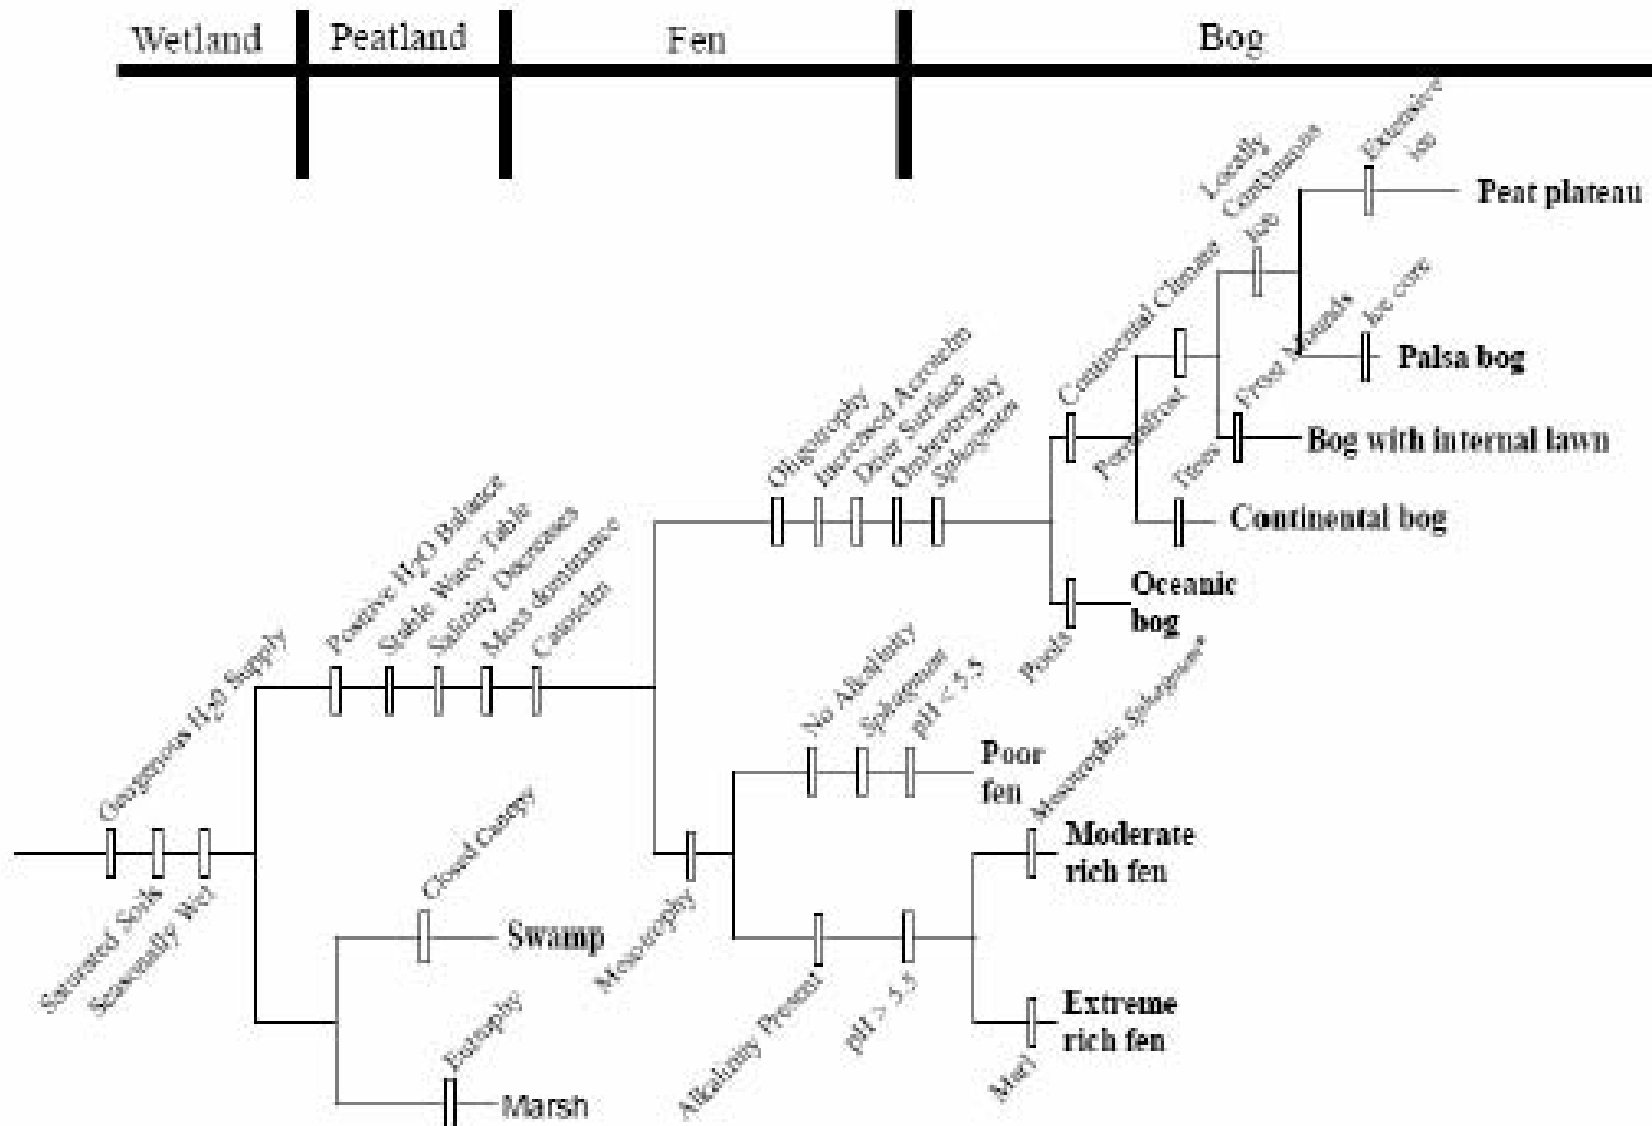 Wetland
Peatland
Fen
Bog
Extensive
Locally
Continuous
Ice
Peat plateau
Continental Climate
Permafrost
Frost Mounds
Ice core
Palsa bog
Bog with internal lawn
Trees
Continental bog
Oligotrophy
Increased Acrotelm
Drier Surface
Ombrotrophy
Sphagnum
Oceanic
bog
Pools
Positive H2O Balance
Stable Water Table
Salinity Decreases
Moss dominance
Catotelm
Geogenous H20 Supply
Saturated Soils
Seasonally Wet
No Alkalinity
Sphagnum
pH < 5.5
Poor
fen
Mesotrophy
Mesotrophic Sphagnum*
Moderate
rich fen
Alkalinity Present
pH > 5.5
Extreme
rich fen
Marl
Closed Canopy
Swamp
Eutrophy
Marsh